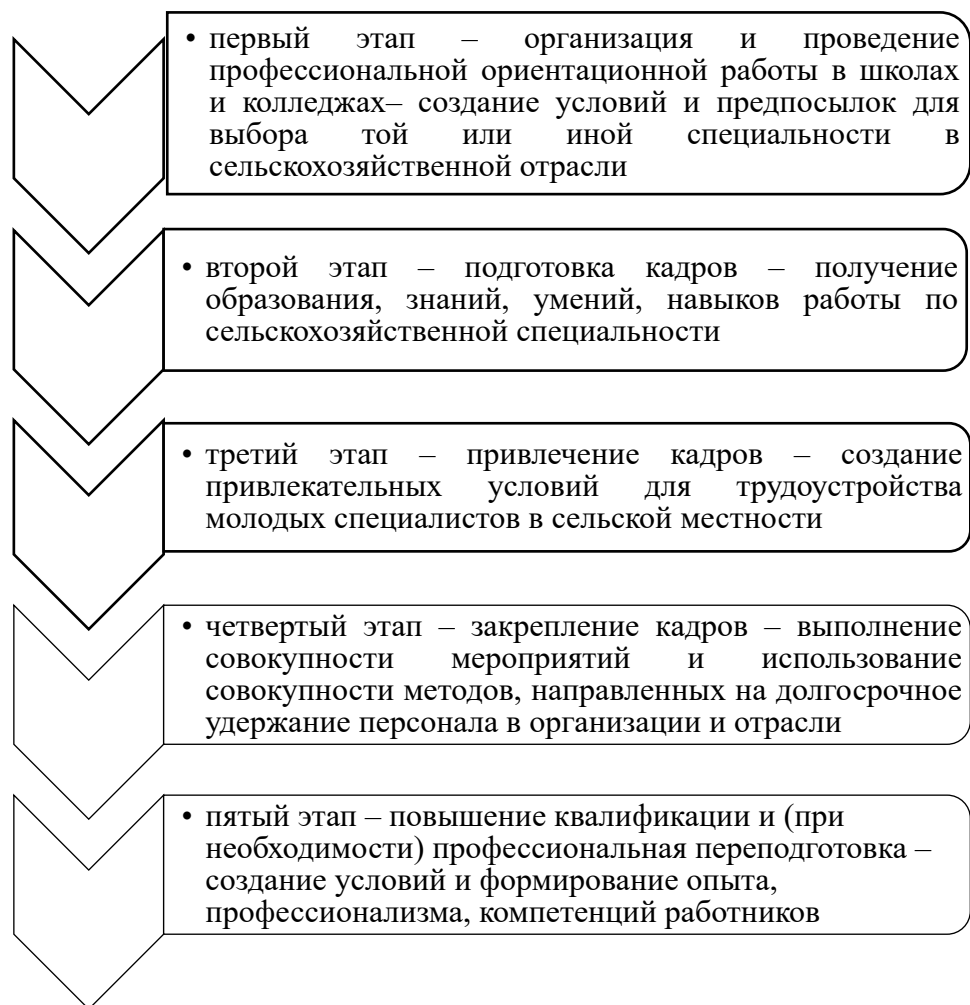 • первый этап – организация и проведение
профессиональной ориентационной работы в школах
и колледжах– создание условий и предпосылок для
выбора той или иной специальности в
сельскохозяйственной отрасли
• второй этап – подготовка кадров – получение
образования, знаний, умений, навыков работы по
сельскохозяйственной специальности
• третий этап – привлечение кадров – создание
привлекательных условий для трудоустройства
молодых специалистов в сельской местности
• четвертый этап – закрепление кадров – выполнение
совокупности мероприятий и использование
совокупности методов, направленных на долгосрочное
удержание персонала в организации и отрасли
• пятый этап – повышение квалификации и (при
необходимости) профессиональная переподготовка –
создание условий и формирование опыта,
профессионализма, компетенций работников